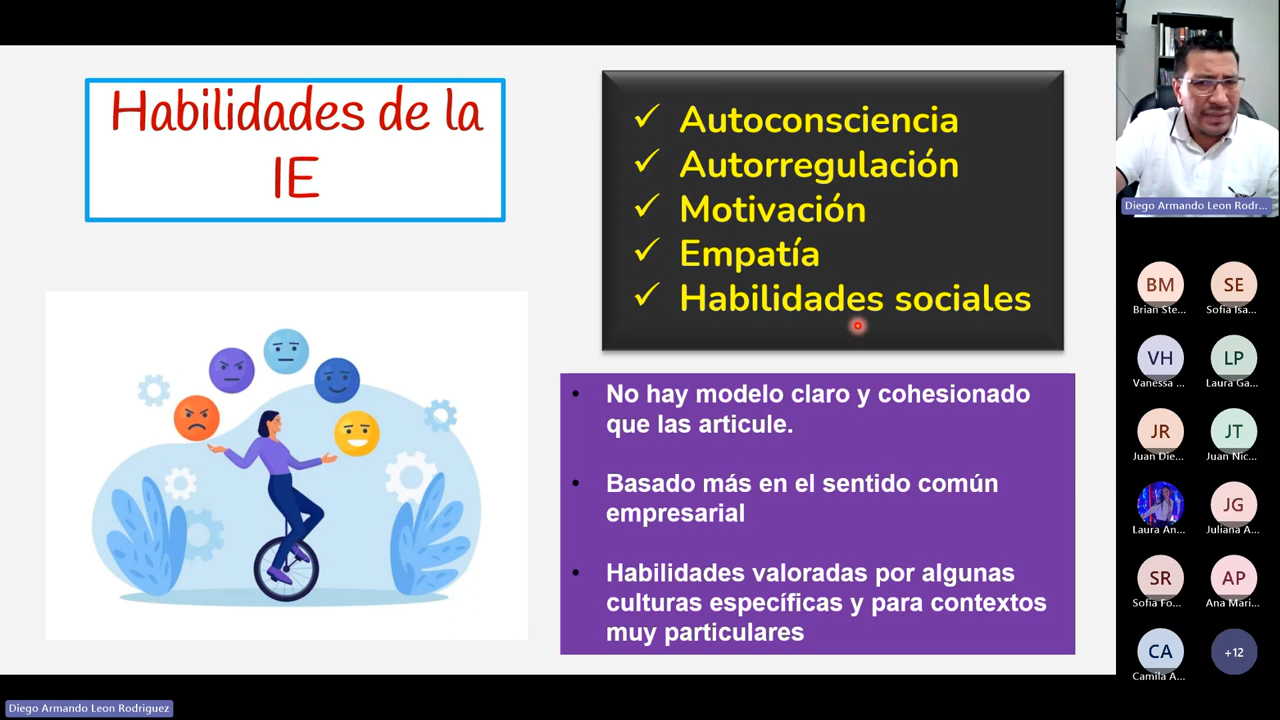 Habilidades de la
IE
✓ Autoconsciencia
✓ Autorregulación
✓ Motivación
✓ Empatía
✓ Habilidades sociales
• No hay modelo claro y cohesionado
que las articule.
• Basado más en el sentido común
empresarial
• Habilidades valoradas por algunas
culturas específicas y para contextos
muy particulares
Diego Armando Leon Rodr...
BM
Brian Ste...
SE
Sofia Isa...
VH
Vanessa ...
LP
Laura Ga...
JR
Juan Die...
JT
Juan Nic...
Laura An...
JG
Juliana A...
SR
Sofia Fo...
AP
Ana Mari...
CA
Camila A...
+12
Diego Armando Leon Rodriguez